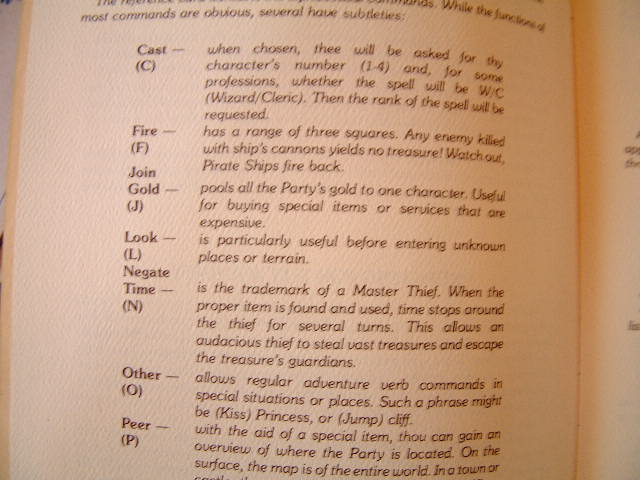 The reference card commands. While the functions of
most commands are obvious, several have subtleties:
Cast — when chosen, thee will be asked for thy
(C) character's number (1-4) and, for some
professions, whether the spell will be W/C
(Wizard/Cleric). Then the rank of the spell will be
requested.
Fire — has a range of three squares. Any enemy killed
(F) with ship's cannons yields no treasure! Watch out,
Pirate Ships fire back.
Join
Gold — pools all the Party's gold to one character. Useful
(J) for buying special items or services that are
expensive.
Look — is particularly useful before entering unknown
(L) places or terrain.
Negate
Time — is the trademark of a Master Thief. When the
(N) proper item is found and used, time stops around
the thief for several turns. This allows an
audacious thief to steal vast treasures and escape
the treasure's guardians.
Other — allows regular adventure verb commands in
(O) special situations or places. Such a phrase might
be (Kiss) Princess, or (Jump) cliff.
Peer — with the aid of a special item, thou can gain an
(P) overview of where the Party is located. On the
surface, the map is of the entire world. In a town or